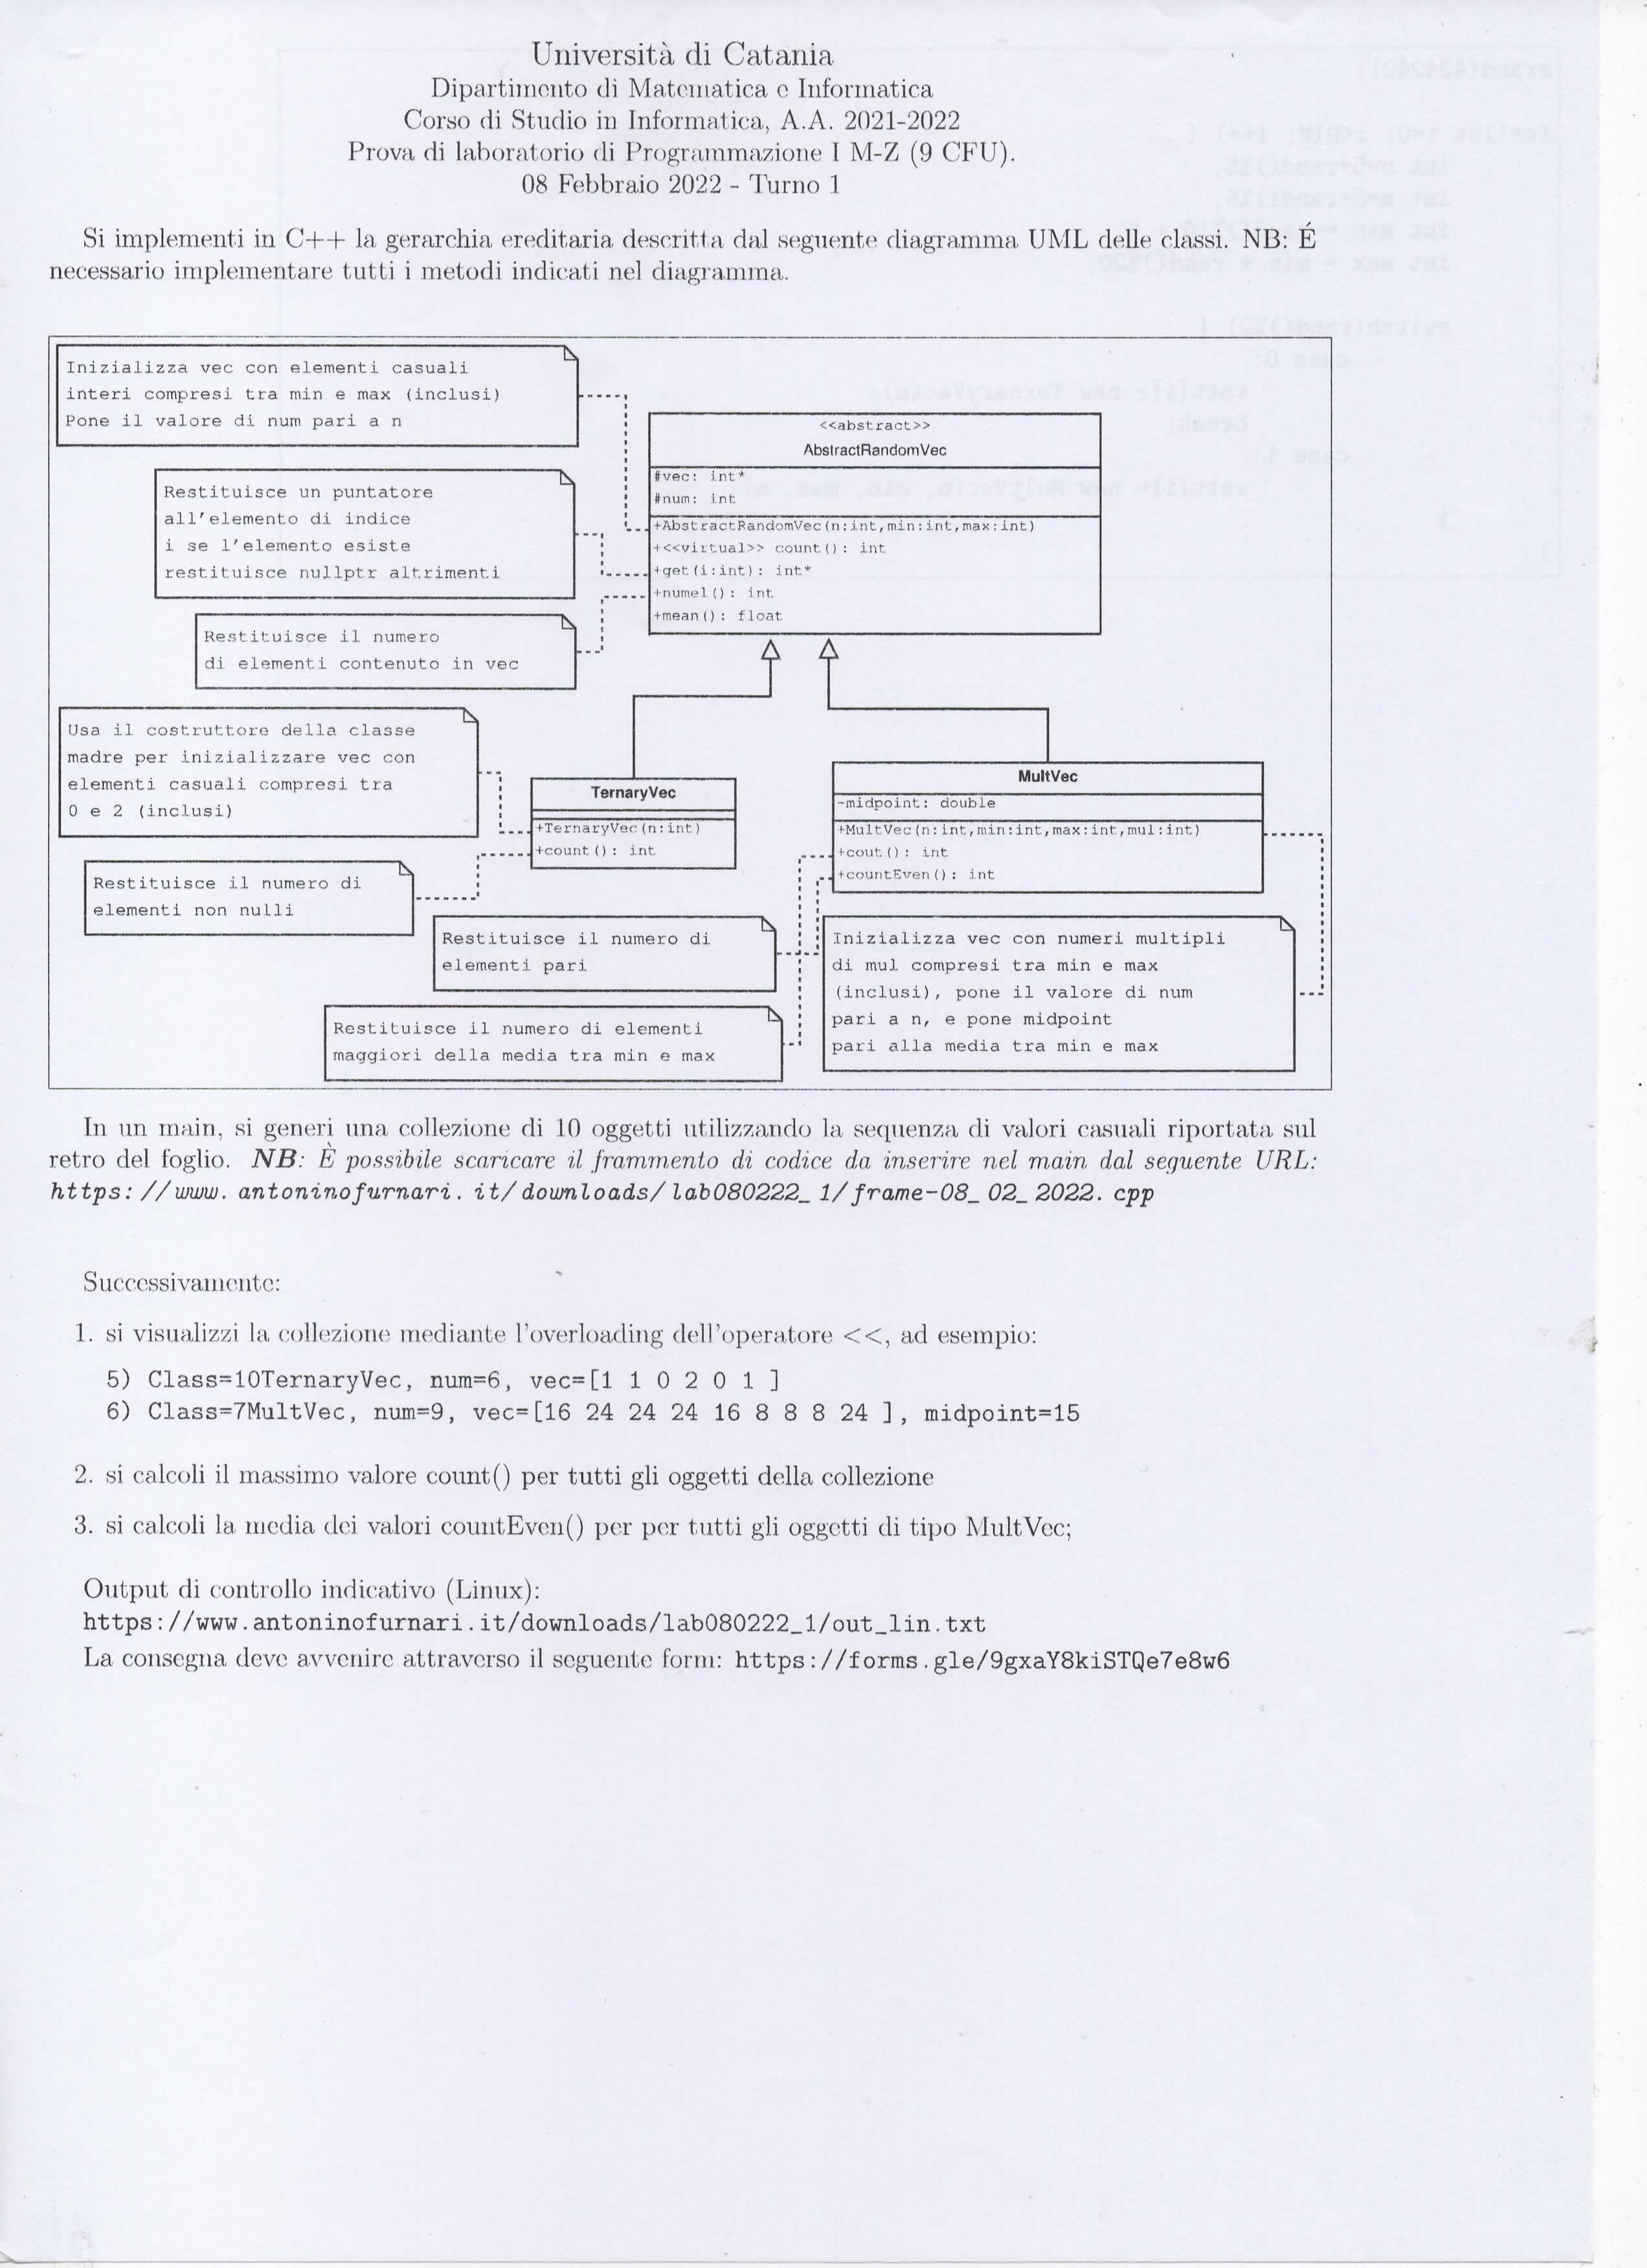 Università di Catania
Dipartimento di Matematica e Informatica
Corso di Studio in Informatica, A.A. 2021-2022
Prova di laboratorio di Programmazione I M-Z (9 CFU).
08 Febbraio 2022 - Turno 1
Si implementi in C++ la gerarchia ereditaria descritta dal seguente diagramma UML delle classi. NB: É
necessario implementare tutti i metodi indicati nel diagramma.
Inizializza vec con elementi casuali
interi compresi tra min e max (inclusi)
Pone il valore di num pari a n
<<abstract>>
AbstractRandomVec
#vec: int*
#num: int
+AbstractRandomVec(n:int,min:int,max:int)
+<<virtual>> count(): int
+get(i:int): int*
+numel(): int
+mean(): float
Restituisce un puntatore
all'elemento di indice
i se l'elemento esiste
restituisce nullptr altrimenti
Restituisce il numero
di elementi contenuto in vec
Usa il costruttore della classe
madre per inizializzare vec con
elementi casuali compresi tra
0 e 2 (inclusi)
TernaryVec
+TernaryVec(n:int)
+count(): int
MultVec
-midpoint: double
+MultVec(n:int,min:int,max:int,mul:int)
+cout(): int
+countEven(): int
Restituisce il numero di
elementi non nulli
Restituisce il numero di
elementi pari
Restituisce il numero di elementi
maggiori della media tra min e max
Inizializza vec con numeri multipli
di mul compresi tra min e max
(inclusi), pone il valore di num
pari a n, e pone midpoint
pari alla media tra min e max
In un main, si generi una collezione di 10 oggetti utilizzando la sequenza di valori casuali riportata sul
retro del foglio. NB: È possibile scaricare il frammento di codice da inserire nel main dal seguente URL:
https: //www. antoninofurnari. it/ downloads/ lab080222_ 1/ frame-08_ 02_ 2022. cpp
Successivamente:
1. si visualizzi la collezione mediante l'overloading dell'operatore <<, ad esempio:
5) Class=10TernaryVec, num=6, vec=[1 1 0 2 0 1 ]
6) Class=7MultVec, num=9, vec=[16 24 24 24 16 8 8 8 24 ], midpoint=15
2. si calcoli il massimo valore count() per tutti gli oggetti della collezione
3. si calcoli la media dei valori countEven() per per tutti gli oggetti di tipo MultVec;
Output di controllo indicativo (Linux):
https://www.antoninofurnari.it/downloads/lab080222_1/out_lin.txt
La consegna deve avvenire attraverso il seguente form: https://forms.gle/9gxaY8kiSTQe7e8w6